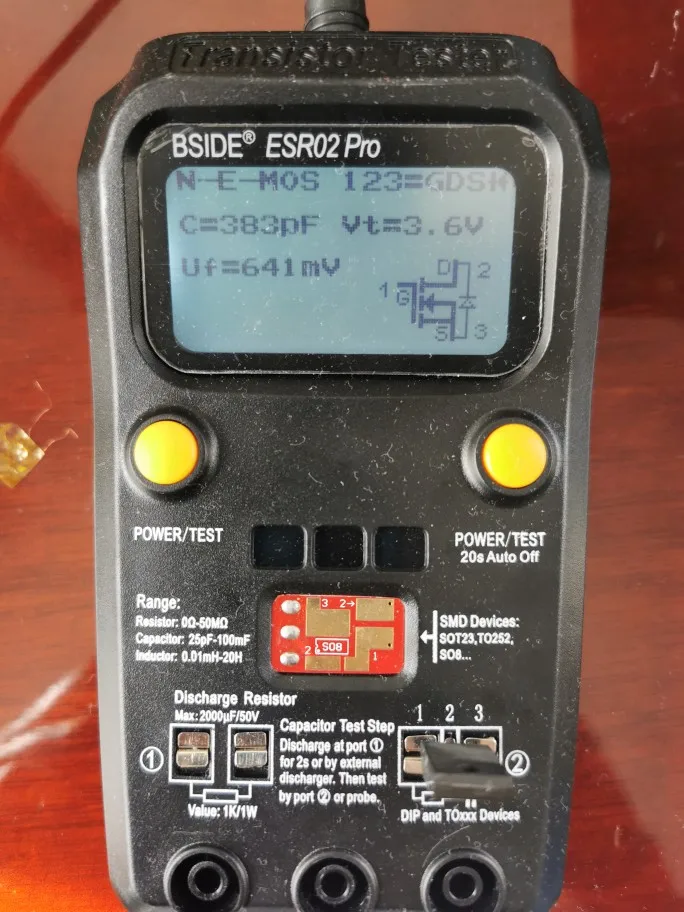 Transistor Tester
BSIDE® ESR02 Pro
N-E-MOS 123=GDS
C=383pF Vt=3.6V
Uf=641mV
D 2
1 G
S 3
POWER/TEST
POWER/TEST
20s Auto Off
Range:
Resistor: 0Ω-50MΩ
Capacitor: 25pF-100mF
Inductor: 0.01mH-20H
3 2→
SO8
2 1
SMD Devices:
SOT23,TO252,
SO8...
Discharge Resistor
Max: 2000μF/50V
①
Value: 1K/1W
Capacitor Test Step
Discharge at port ①
for 2s or by external
discharger. Then test
by port ② or probe.
1 2 3
②
DIP and TOxxx Devices